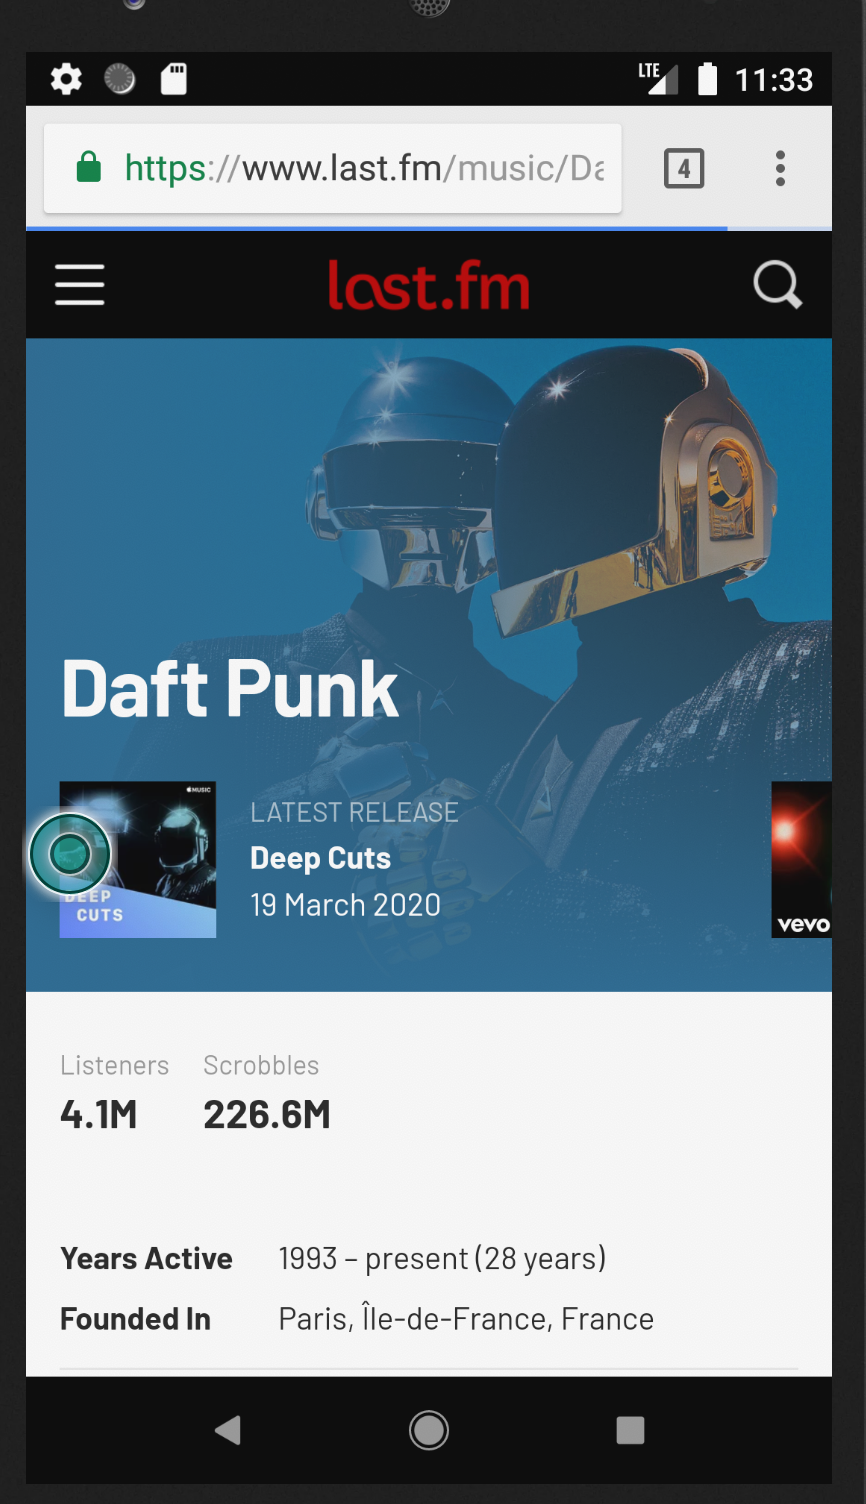 LTE 11:33
https://www.last.fm/music/Da
4
last.fm
Daft Punk
MUSIC
DEEP
CUTS
LATEST RELEASE
Deep Cuts
19 March 2020
vevo
Listeners Scrobbles
4.1M 226.6M
Years Active 1993 – present (28 years)
Founded In Paris, Île-de-France, France